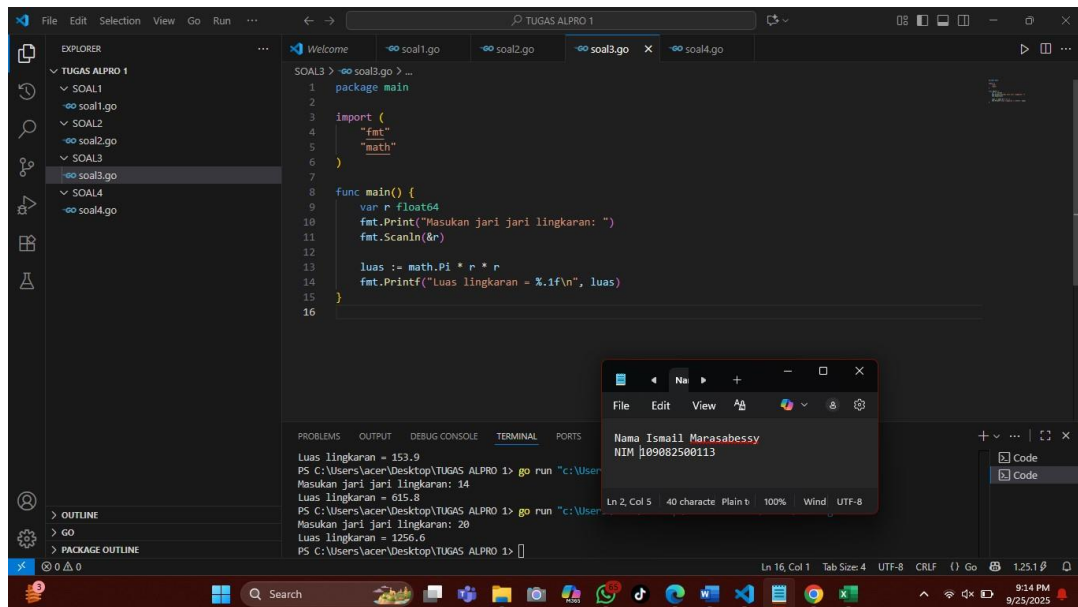 File Edit Selection View Go Run ... TUGAS ALPRO 1
EXPLORER ...
TUGAS ALPRO 1
SOAL1
soal1.go
SOAL2
soal2.go
SOAL3
soal3.go
SOAL4
soal4.go
OUTLINE
GO
PACKAGE OUTLINE
Welcome soal1.go soal2.go soal3.go soal4.go
SOAL3 > soal3.go > ...
1 package main
2
3 import (
4 "fmt"
5 "math"
6 )
7
8 func main() {
9 var r float64
10 fmt.Print("Masukan jari jari lingkaran: ")
11 fmt.Scanln(&r)
12
13 luas := math.Pi * r * r
14 fmt.Printf("Luas lingkaran = %.1f\n", luas)
15 }
16
PROBLEMS OUTPUT DEBUG CONSOLE TERMINAL PORTS
Luas lingkaran = 153.9
PS C:\Users\acer\Desktop\TUGAS ALPRO 1> go run "c:\User
Masukan jari jari lingkaran: 14
Luas lingkaran = 615.8
PS C:\Users\acer\Desktop\TUGAS ALPRO 1> go run "c:\User
Masukan jari jari lingkaran: 20
Luas lingkaran = 1256.6
PS C:\Users\acer\Desktop\TUGAS ALPRO 1>
Code
Code
Na
File Edit View
Nama Ismail Marasabessy
NIM 109082500113
Ln 2, Col 5 40 characte Plain t 100% Wind UTF-8
0 0 Ln 16, Col 1 Tab Size: 4 UTF-8 CRLF {} Go 1.25.1
Search
9:14 PM
9/25/2025